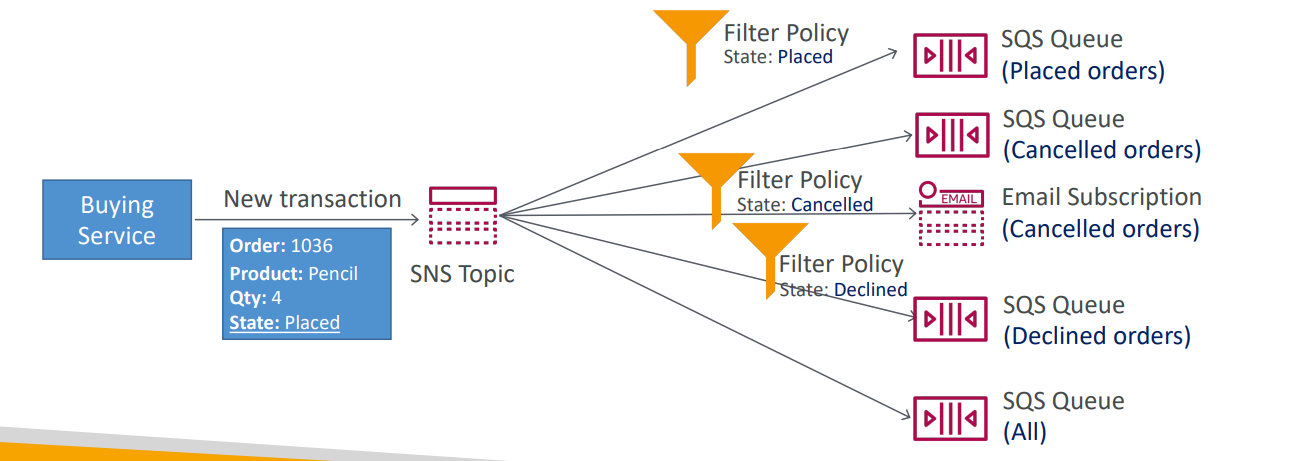 Filter Policy
State: Placed
SQS Queue
(Placed orders)
SQS Queue
(Cancelled orders)
Buying
Service
New transaction
Order: 1036
Product: Pencil
Qty: 4
State: Placed
SNS Topic
Filter Policy
State: Cancelled
EMAIL
Email Subscription
(Cancelled orders)
Filter Policy
State: Declined
SQS Queue
(Declined orders)
SQS Queue
(All)